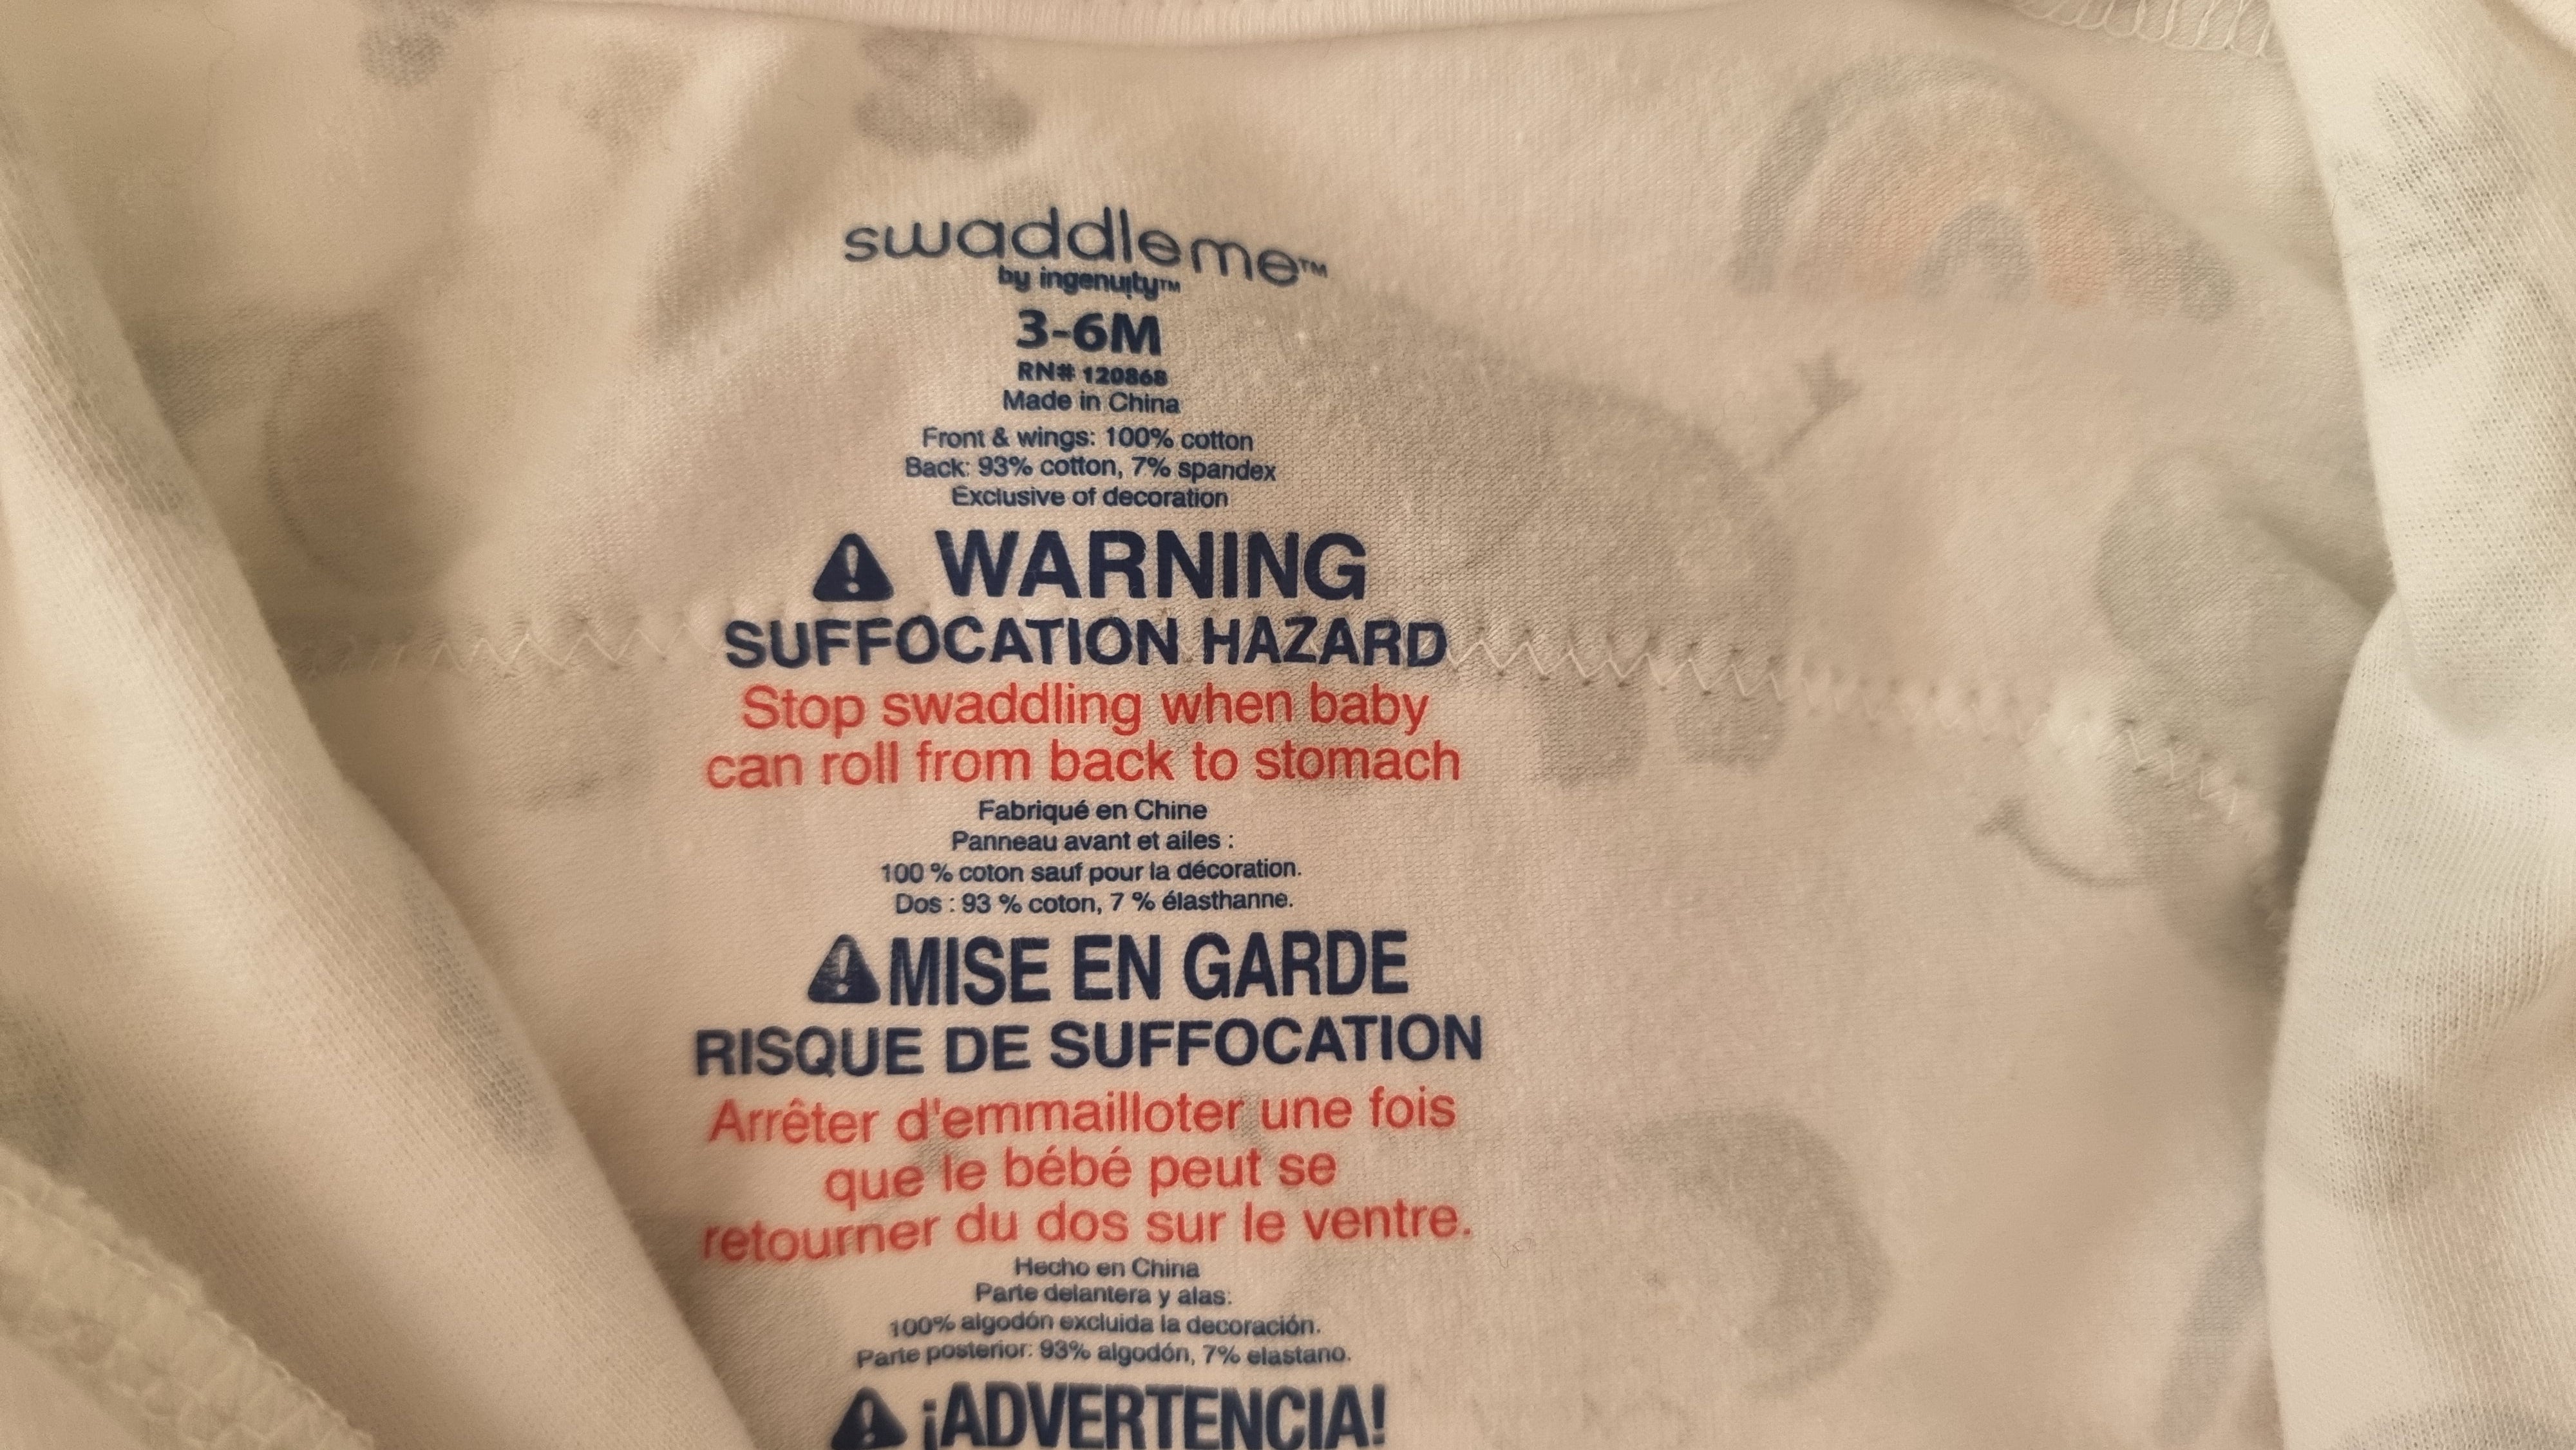 swaddleme™
by ingenuity™
3-6M
RN# 120868
Made in China
Front & wings: 100% cotton
Back: 93% cotton, 7% spandex
Exclusive of decoration
WARNING
SUFFOCATION HAZARD
Stop swaddling when baby
can roll from back to stomach
Fabriqué en Chine
Panneau avant et ailes :
100 % coton sauf pour la décoration.
Dos : 93 % coton, 7 % élasthanne.
MISE EN GARDE
RISQUE DE SUFFOCATION
Arrêter d'emmailloter une fois
que le bébé peut se
retourner du dos sur le ventre.
Hecho en China
Parte delantera y alas:
100% algodón excluida la decoración.
Parte posterior: 93% algodón, 7% elastano.
¡ADVERTENCIA!